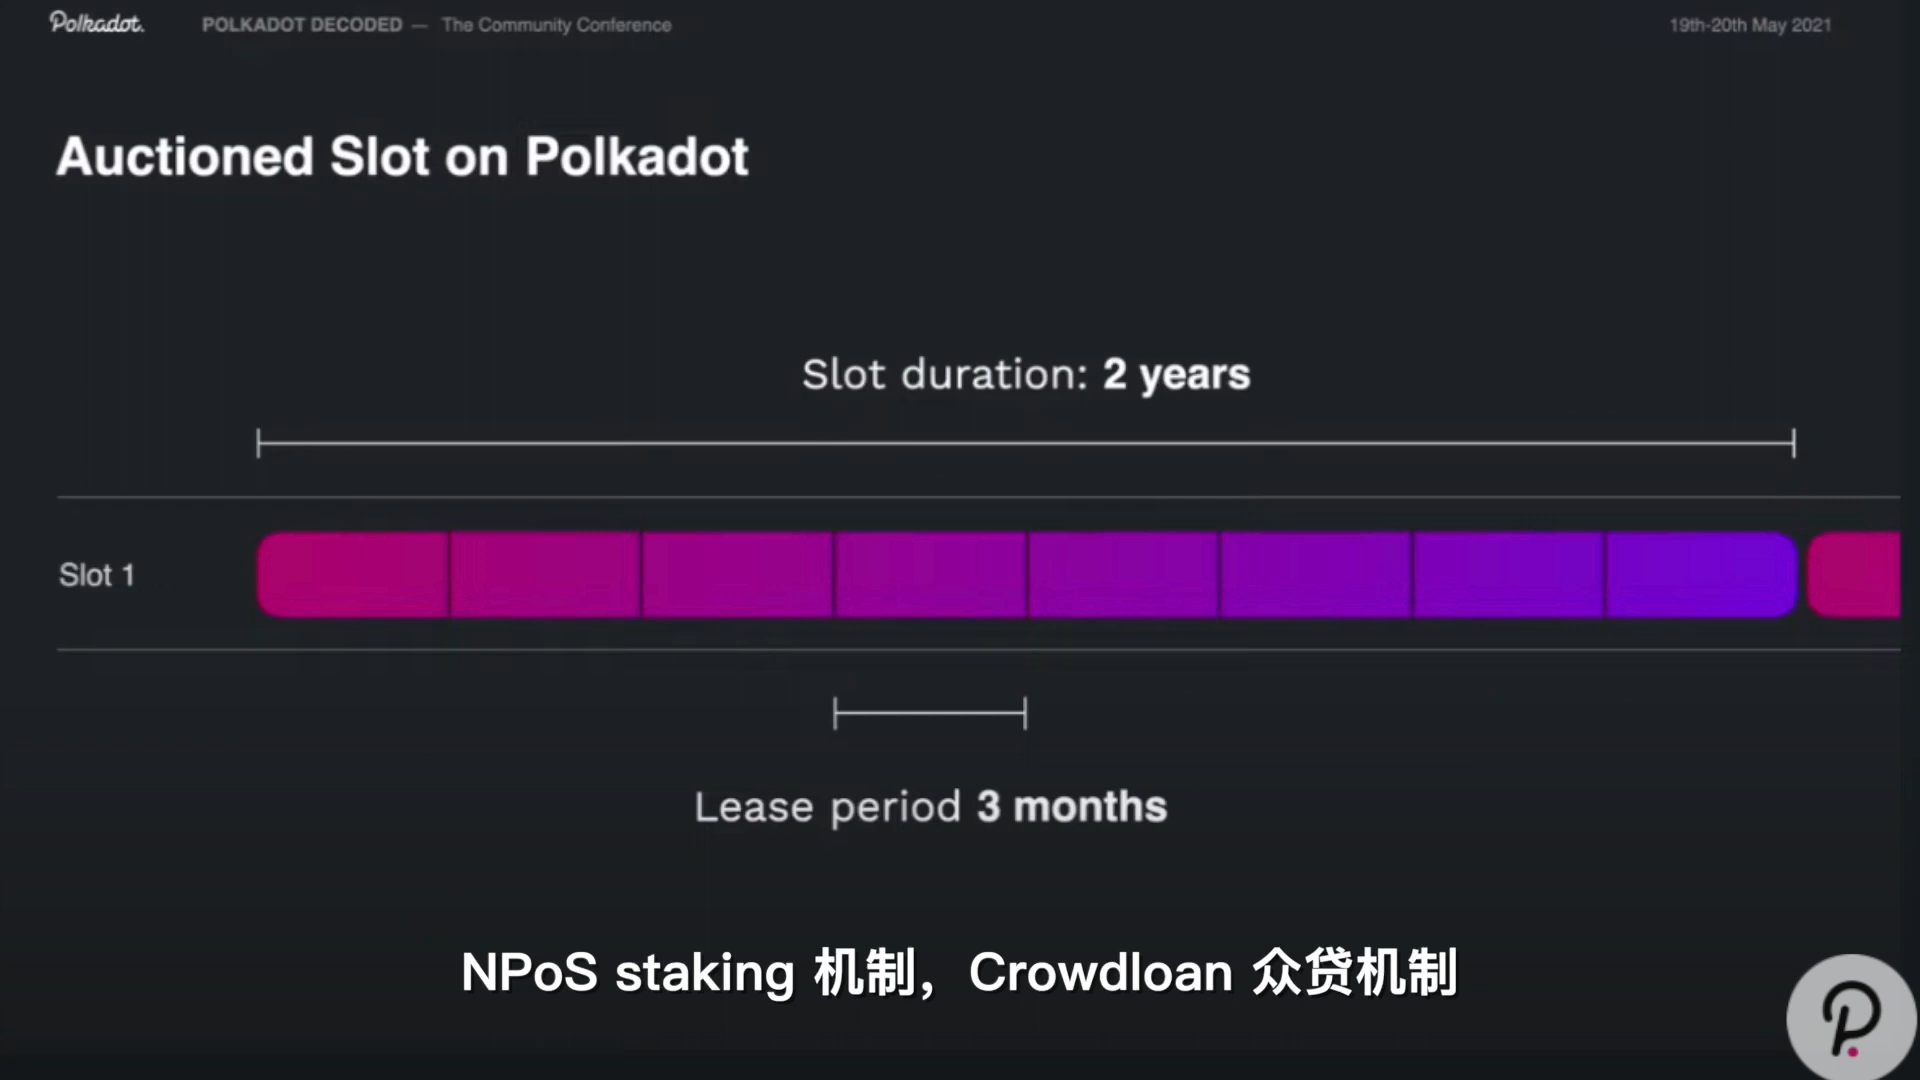 Polkadot. POLKADOT DECODED — The Community Conference 19th-20th May 2021
Auctioned Slot on Polkadot
Slot duration: 2 years
Slot 1
Lease period 3 months
NPoS staking 机制，Crowdloan 众贷机制